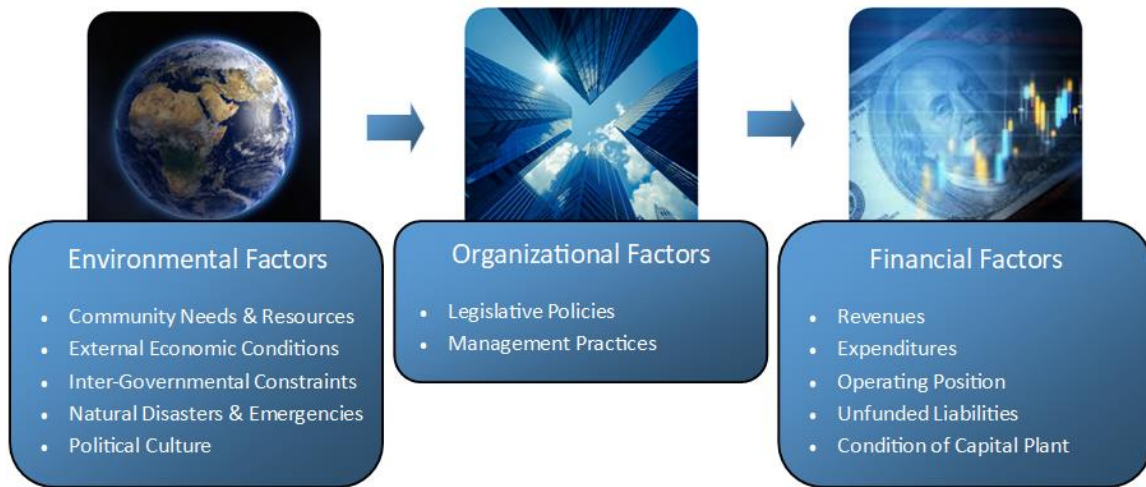 Environmental Factors
• Community Needs & Resources
• External Economic Conditions
• Inter-Governmental Constraints
• Natural Disasters & Emergencies
• Political Culture
Organizational Factors
• Legislative Policies
• Management Practices
Financial Factors
• Revenues
• Expenditures
• Operating Position
• Unfunded Liabilities
• Condition of Capital Plant